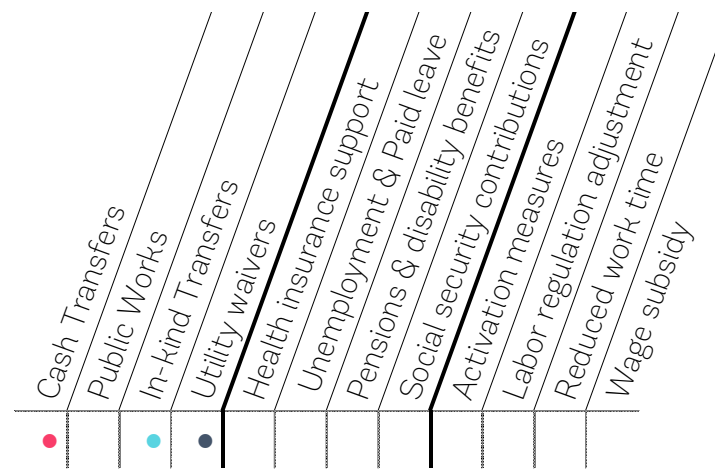 Cash Transfers
Public Works
In-kind Transfers
Utility waivers
Health insurance support
Unemployment & Paid leave
Pensions & disability benefits
Social security contributions
Activation measures
Labor regulation adjustment
Reduced work time
Wage subsidy